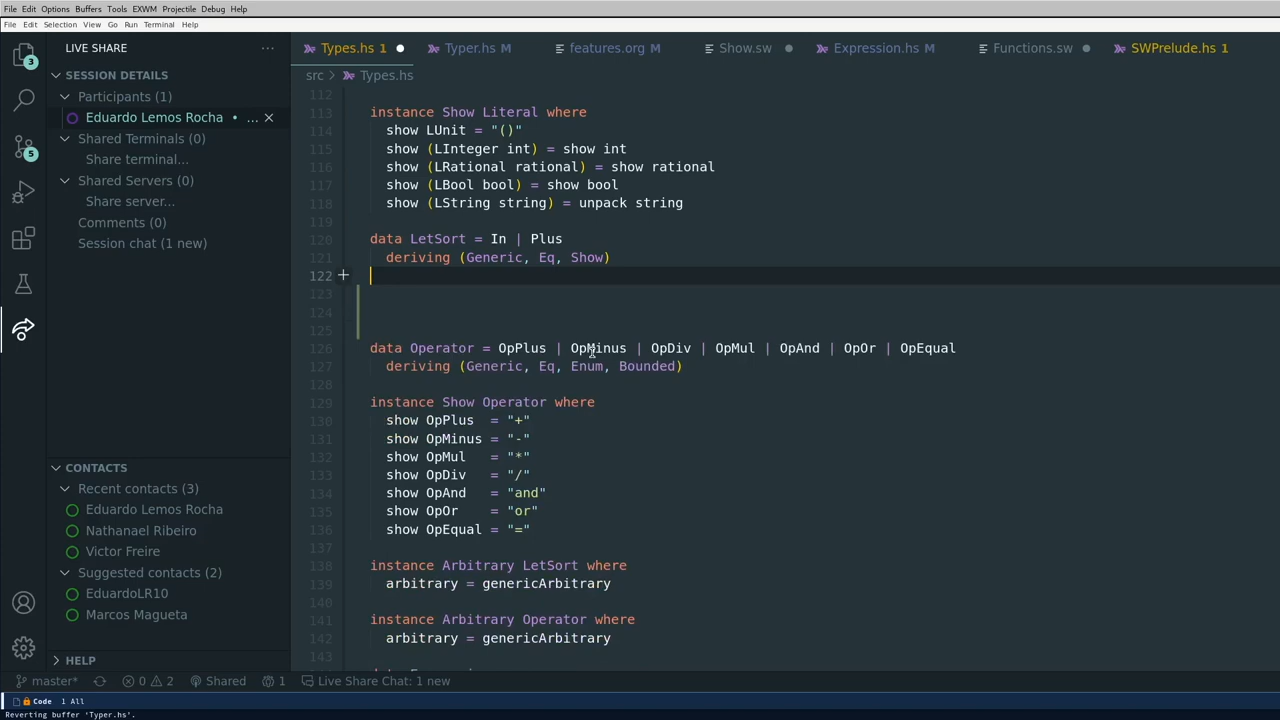 File Edit Options Buffers Tools EXWM Projectile Debug Help
File Edit Selection View Go Run Terminal Help
LIVE SHARE ···
Types.hs 1 Typer.hs M features.org M Show.sw Expression.hs M Functions.sw SWPrelude.hs 1
src > Types.hs
SESSION DETAILS
Participants (1)
Eduardo Lemos Rocha • ...
Shared Terminals (0)
Share terminal...
Shared Servers (0)
Share server...
Comments (0)
Session chat (1 new)
CONTACTS
Recent contacts (3)
Eduardo Lemos Rocha
Nathanael Ribeiro
Victor Freire
Suggested contacts (2)
EduardoLR10
Marcos Magueta
HELP
3
5
112
113 instance Show Literal where
114 show LUnit = "()"
115 show (LInteger int) = show int
116 show (LRational rational) = show rational
117 show (LBool bool) = show bool
118 show (LString string) = unpack string
119
120 data LetSort = In | Plus
121 deriving (Generic, Eq, Show)
122
123
124
125
126 data Operator = OpPlus | OpMinus | OpDiv | OpMul | OpAnd | OpOr | OpEqual
127 deriving (Generic, Eq, Enum, Bounded)
128
129 instance Show Operator where
130 show OpPlus = "+"
131 show OpMinus = "-"
132 show OpMul = "*"
133 show OpDiv = "/"
134 show OpAnd = "and"
135 show OpOr = "or"
136 show OpEqual = "="
137
138 instance Arbitrary LetSort where
139 arbitrary = genericArbitrary
140
141 instance Arbitrary Operator where
142 arbitrary = genericArbitrary
143
master* 0 2 Shared 1 Live Share Chat: 1 new
Code 1 All
Reverting buffer 'Typer.hs'.